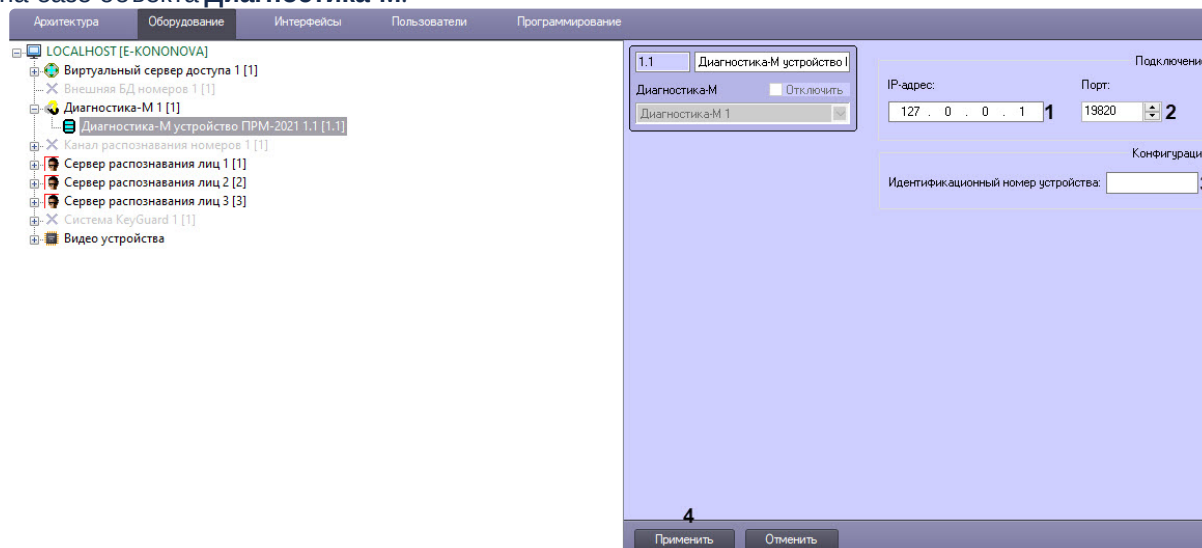 на базе объекта Диагностика-М.
Архитектура Оборудование Интерфейсы Пользователи Программирование
LOCALHOST [E-KONONOVA]
Виртуальный сервер доступа 1 [1]
Внешняя БД номеров 1 [1]
Диагностика-М 1 [1]
Диагностика-М устройство ПРМ-2021 1.1 [1.1]
Канал распознавания номеров 1 [1]
Сервер распознавания лиц 1 [1]
Сервер распознавания лиц 2 [2]
Сервер распознавания лиц 3 [3]
Система KeyGuard 1 [1]
Видео устройства
1.1 Диагностика-М устройство I
Диагностика-М Отключить
Диагностика-М 1
Подключени
IP-адрес: Порт:
127 . 0 . 0 . 1 1 19820 2
Конфигураци
Идентификационный номер устройства:
4
Применить Отменить